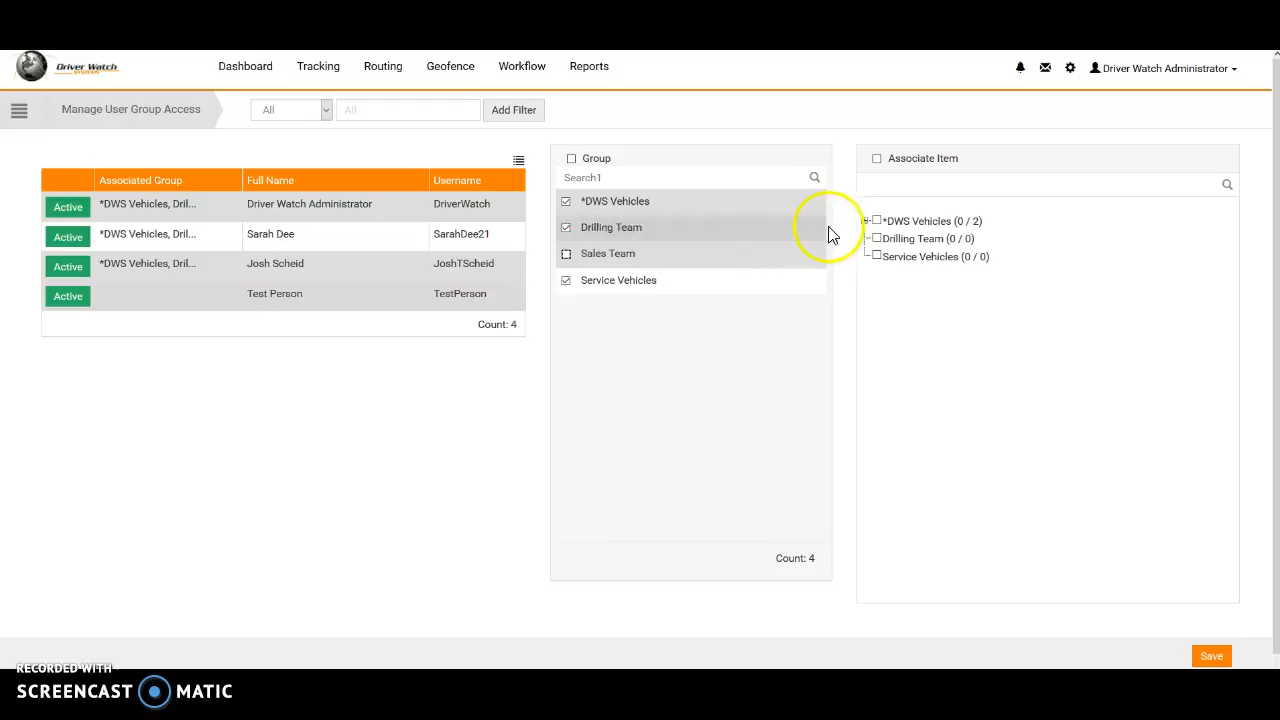 Driver Watch
SYSTEMS
Dashboard Tracking Routing Geofence Workflow Reports
Driver Watch Administrator
Manage User Group Access All All Add Filter
Associated Group Full Name Username
Active *DWS Vehicles, Dril... Driver Watch Administrator DriverWatch
Active *DWS Vehicles, Dril... Sarah Dee SarahDee21
Active *DWS Vehicles, Dril... Josh Scheid JoshTScheid
Active Test Person TestPerson
Count: 4
Group
Search1
*DWS Vehicles
Drilling Team
Sales Team
Service Vehicles
Count: 4
Associate Item
*DWS Vehicles (0 / 2)
Drilling Team (0 / 0)
Service Vehicles (0 / 0)
Save
RECORDED WITH
SCREENCAST MATIC